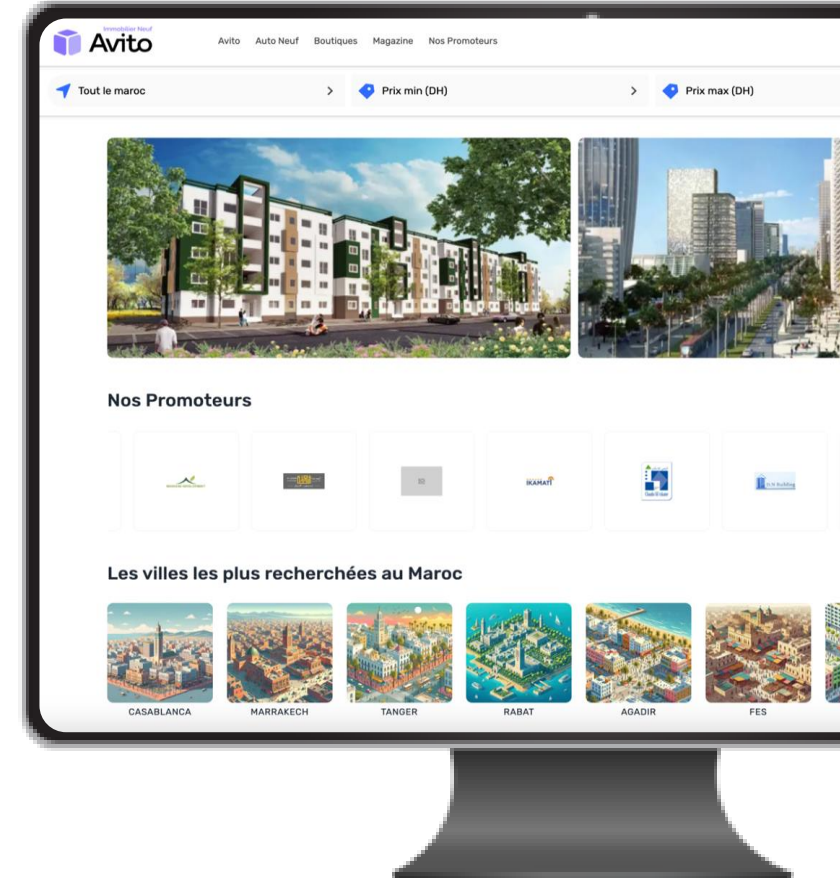 Immobilier Neuf
Avito
Avito Auto Neuf Boutiques Magazine Nos Promoteurs
Tout le maroc
Prix min (DH)
Prix max (DH)
Nos Promoteurs
IKAMATI
H.N Building
Les villes les plus recherchées au Maroc
CASABLANCA
MARRAKECH
TANGER
RABAT
AGADIR
FES